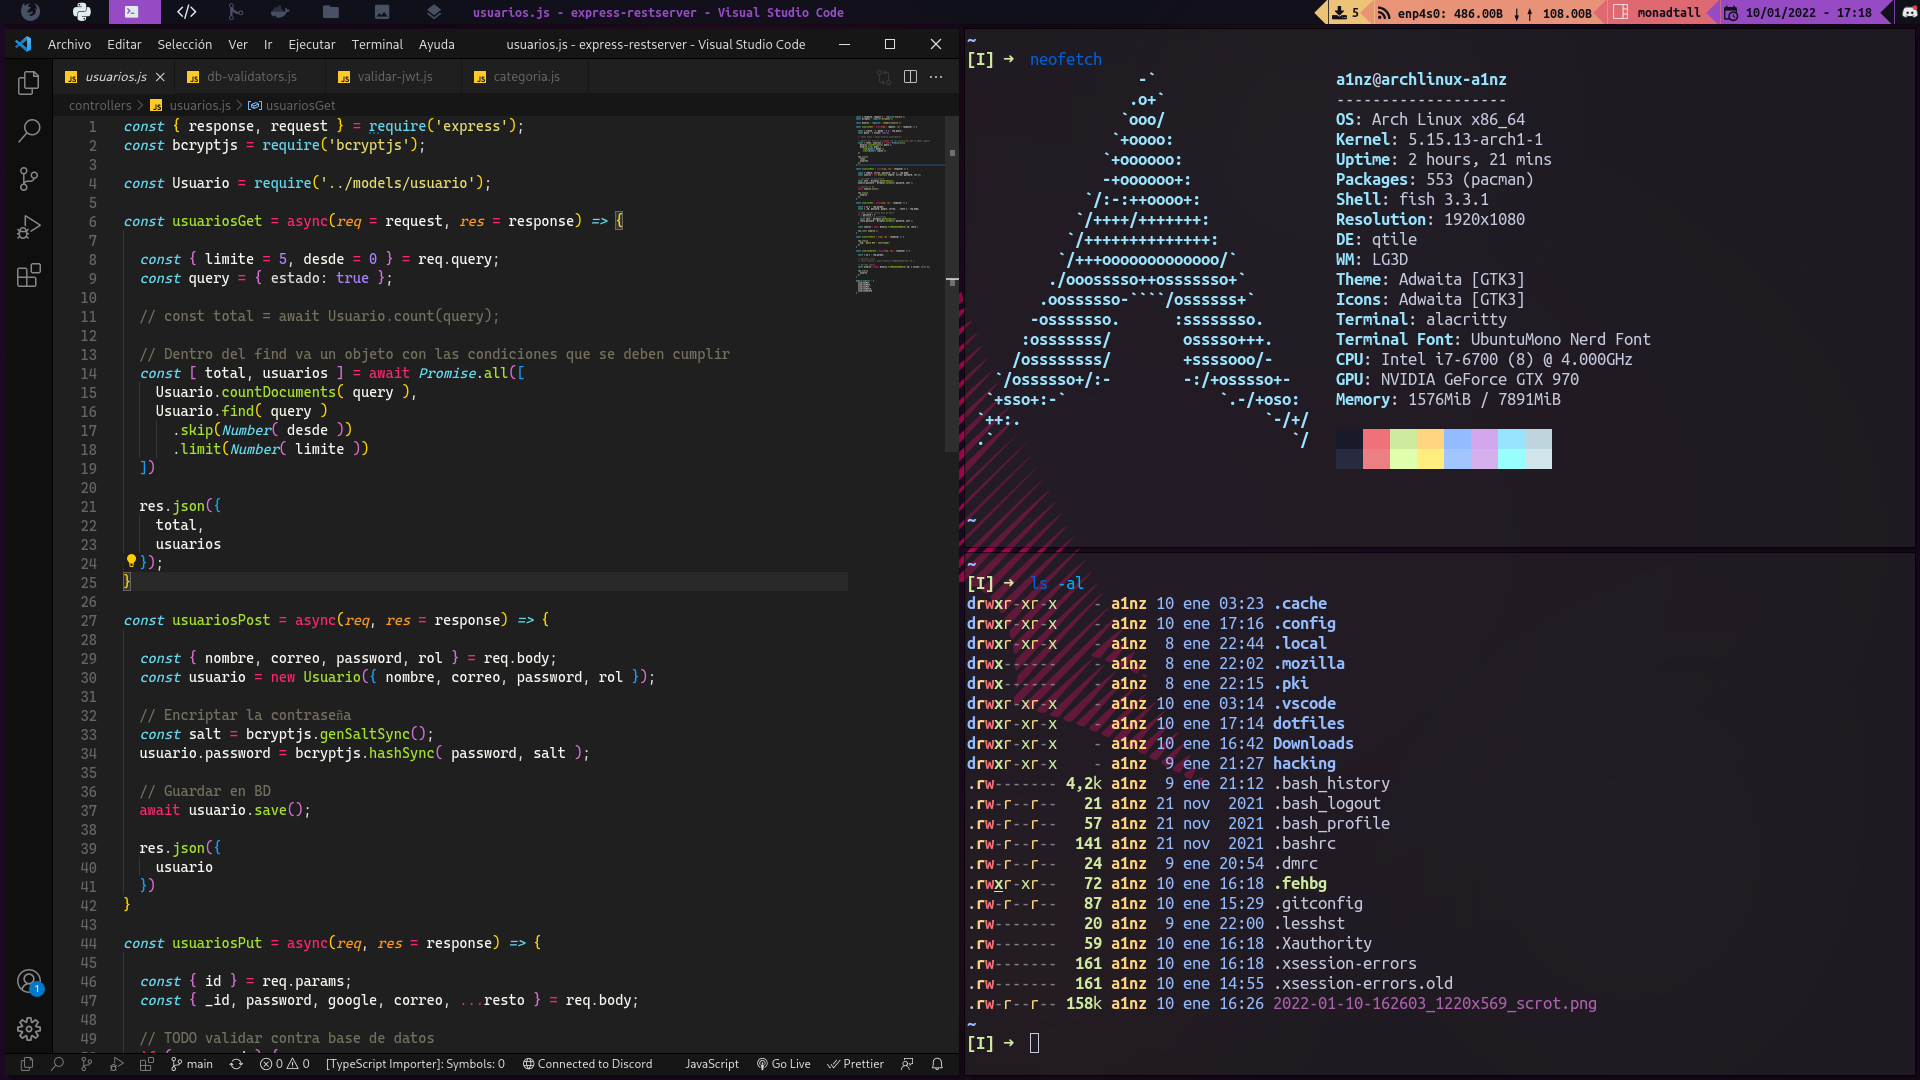 usuarios.js - express-restserver - Visual Studio Code
5
enp4s0: 486.00B ↓↑ 108.00B
monadtall
10/01/2022 - 17:18
Archivo Editar Selección Ver Ir Ejecutar Terminal Ayuda
usuarios.js - express-restserver - Visual Studio Code
usuarios.js
db-validators.js
validar-jwt.js
categoria.js
controllers > usuarios.js > usuariosGet
1 const { response, request } = require('express');
2 const bcryptjs = require('bcryptjs');
3
4 const Usuario = require('../models/usuario');
5
6 const usuariosGet = async(req = request, res = response) => {
7
8 const { limite = 5, desde = 0 } = req.query;
9 const query = { estado: true };
10
11 // const total = await Usuario.count(query);
12
13 // Dentro del find va un objeto con las condiciones que se deben cumplir
14 const [ total, usuarios ] = await Promise.all([
15 Usuario.countDocuments( query ),
16 Usuario.find( query )
17 .skip(Number( desde ))
18 .limit(Number( limite ))
19 ])
20
21 res.json({
22 total,
23 usuarios
24 });
25 }
26
27 const usuariosPost = async(req, res = response) => {
28
29 const { nombre, correo, password, rol } = req.body;
30 const usuario = new Usuario({ nombre, correo, password, rol });
31
32 // Encriptar la contraseña
33 const salt = bcryptjs.genSaltSync();
34 usuario.password = bcryptjs.hashSync( password, salt );
35
36 // Guardar en BD
37 await usuario.save();
38
39 res.json({
40 usuario
41 })
42 }
43
44 const usuariosPut = async(req, res = response) => {
45
46 const { id } = req.params;
47 const { _id, password, google, correo, ...resto } = req.body;
48
49 // TODO validar contra base de datos
main
0 0
[TypeScript Importer]: Symbols: 0
Connected to Discord
JavaScript
Go Live
Prettier
1
~
[I] → neofetch
-`
.o+`
`ooo/
`+oooo:
`+oooooo:
-+oooooo+:
`/:-:++oooo+:
`/++++/+++++++:
`/++++++++++++++:
`/+++ooooooooooooo/`
./ooosssso++osssssso+`
.oossssso-````/ossssss+`
-osssssso. :ssssssso.
:osssssss/ osssso+++.
/ossssssss/ +ssssooo/-
`/ossssso+/:- -:/+osssso+-
`+sso+:-` `.-/+oso:
`++:. `-/+/
.` `/
a1nz@archlinux-a1nz
-------------------
OS: Arch Linux x86_64
Kernel: 5.15.13-arch1-1
Uptime: 2 hours, 21 mins
Packages: 553 (pacman)
Shell: fish 3.3.1
Resolution: 1920x1080
DE: qtile
WM: LG3D
Theme: Adwaita [GTK3]
Icons: Adwaita [GTK3]
Terminal: alacritty
Terminal Font: UbuntuMono Nerd Font
CPU: Intel i7-6700 (8) @ 4.000GHz
GPU: NVIDIA GeForce GTX 970
Memory: 1576MiB / 7891MiB
~
~
[I] → ls -al
drwxr-xr-x - a1nz 10 ene 03:23 .cache
drwxr-xr-x - a1nz 10 ene 17:16 .config
drwxr-xr-x - a1nz 8 ene 22:44 .local
drwx------ - a1nz 8 ene 22:02 .mozilla
drwx------ - a1nz 8 ene 22:15 .pki
drwxr-xr-x - a1nz 10 ene 03:14 .vscode
drwxr-xr-x - a1nz 10 ene 17:14 dotfiles
drwxr-xr-x - a1nz 10 ene 16:42 Downloads
drwxr-xr-x - a1nz 9 ene 21:27 hacking
.rw------- 4,2k a1nz 9 ene 21:12 .bash_history
.rw-r--r-- 21 a1nz 21 nov 2021 .bash_logout
.rw-r--r-- 57 a1nz 21 nov 2021 .bash_profile
.rw-r--r-- 141 a1nz 21 nov 2021 .bashrc
.rw-r--r-- 24 a1nz 9 ene 20:54 .dmrc
.rwxr-xr-- 72 a1nz 10 ene 16:18 .fehbg
.rw-r--r-- 87 a1nz 10 ene 15:29 .gitconfig
.rw------- 20 a1nz 9 ene 22:00 .lesshst
.rw------- 59 a1nz 10 ene 16:18 .Xauthority
.rw------- 161 a1nz 10 ene 16:18 .xsession-errors
.rw------- 161 a1nz 10 ene 14:55 .xsession-errors.old
.rw-r--r-- 158k a1nz 10 ene 16:26 2022-01-10-162603_1220x569_scrot.png
~
[I] →